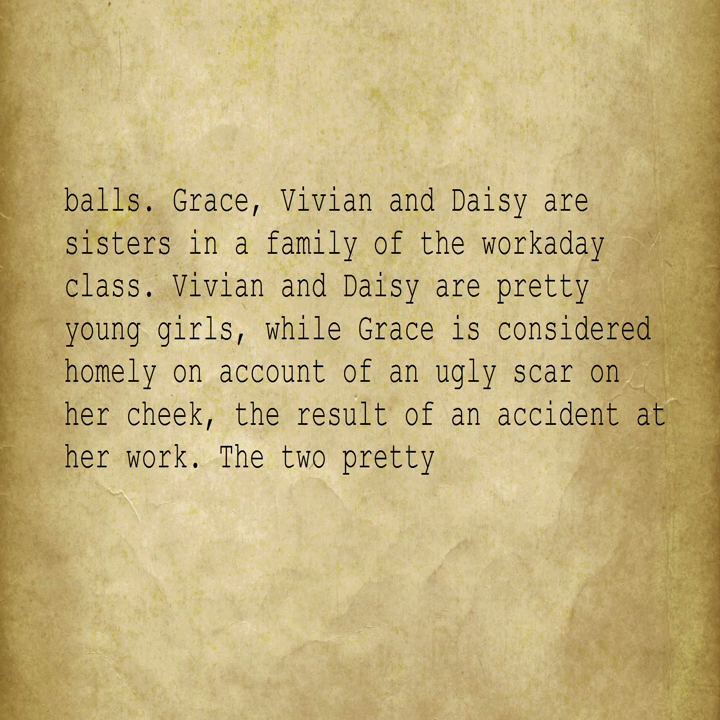 balls. Grace, Vivian and Daisy are
sisters in a family of the workaday
class. Vivian and Daisy are pretty
young girls, while Grace is considered
homely on account of an ugly scar on
her cheek, the result of an accident at
her work. The two pretty